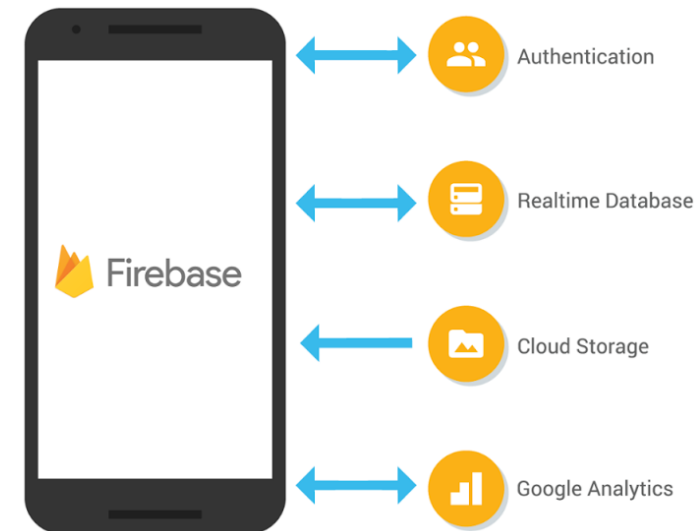 Authentication
Realtime Database
Firebase
Cloud Storage
Google Analytics